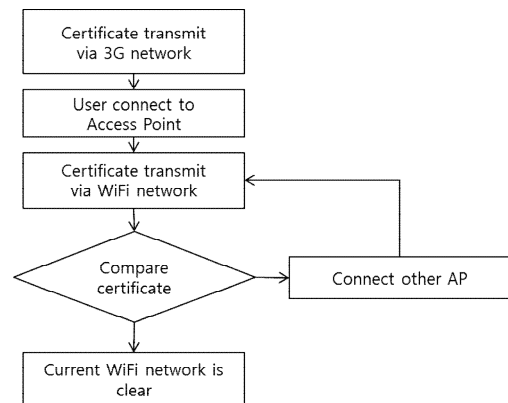 Certificate transmit
via 3G network
User connect to
Access Point
Certificate transmit
via WiFi network
Compare
certificate
Connect other AP
Current WiFi network is
clear